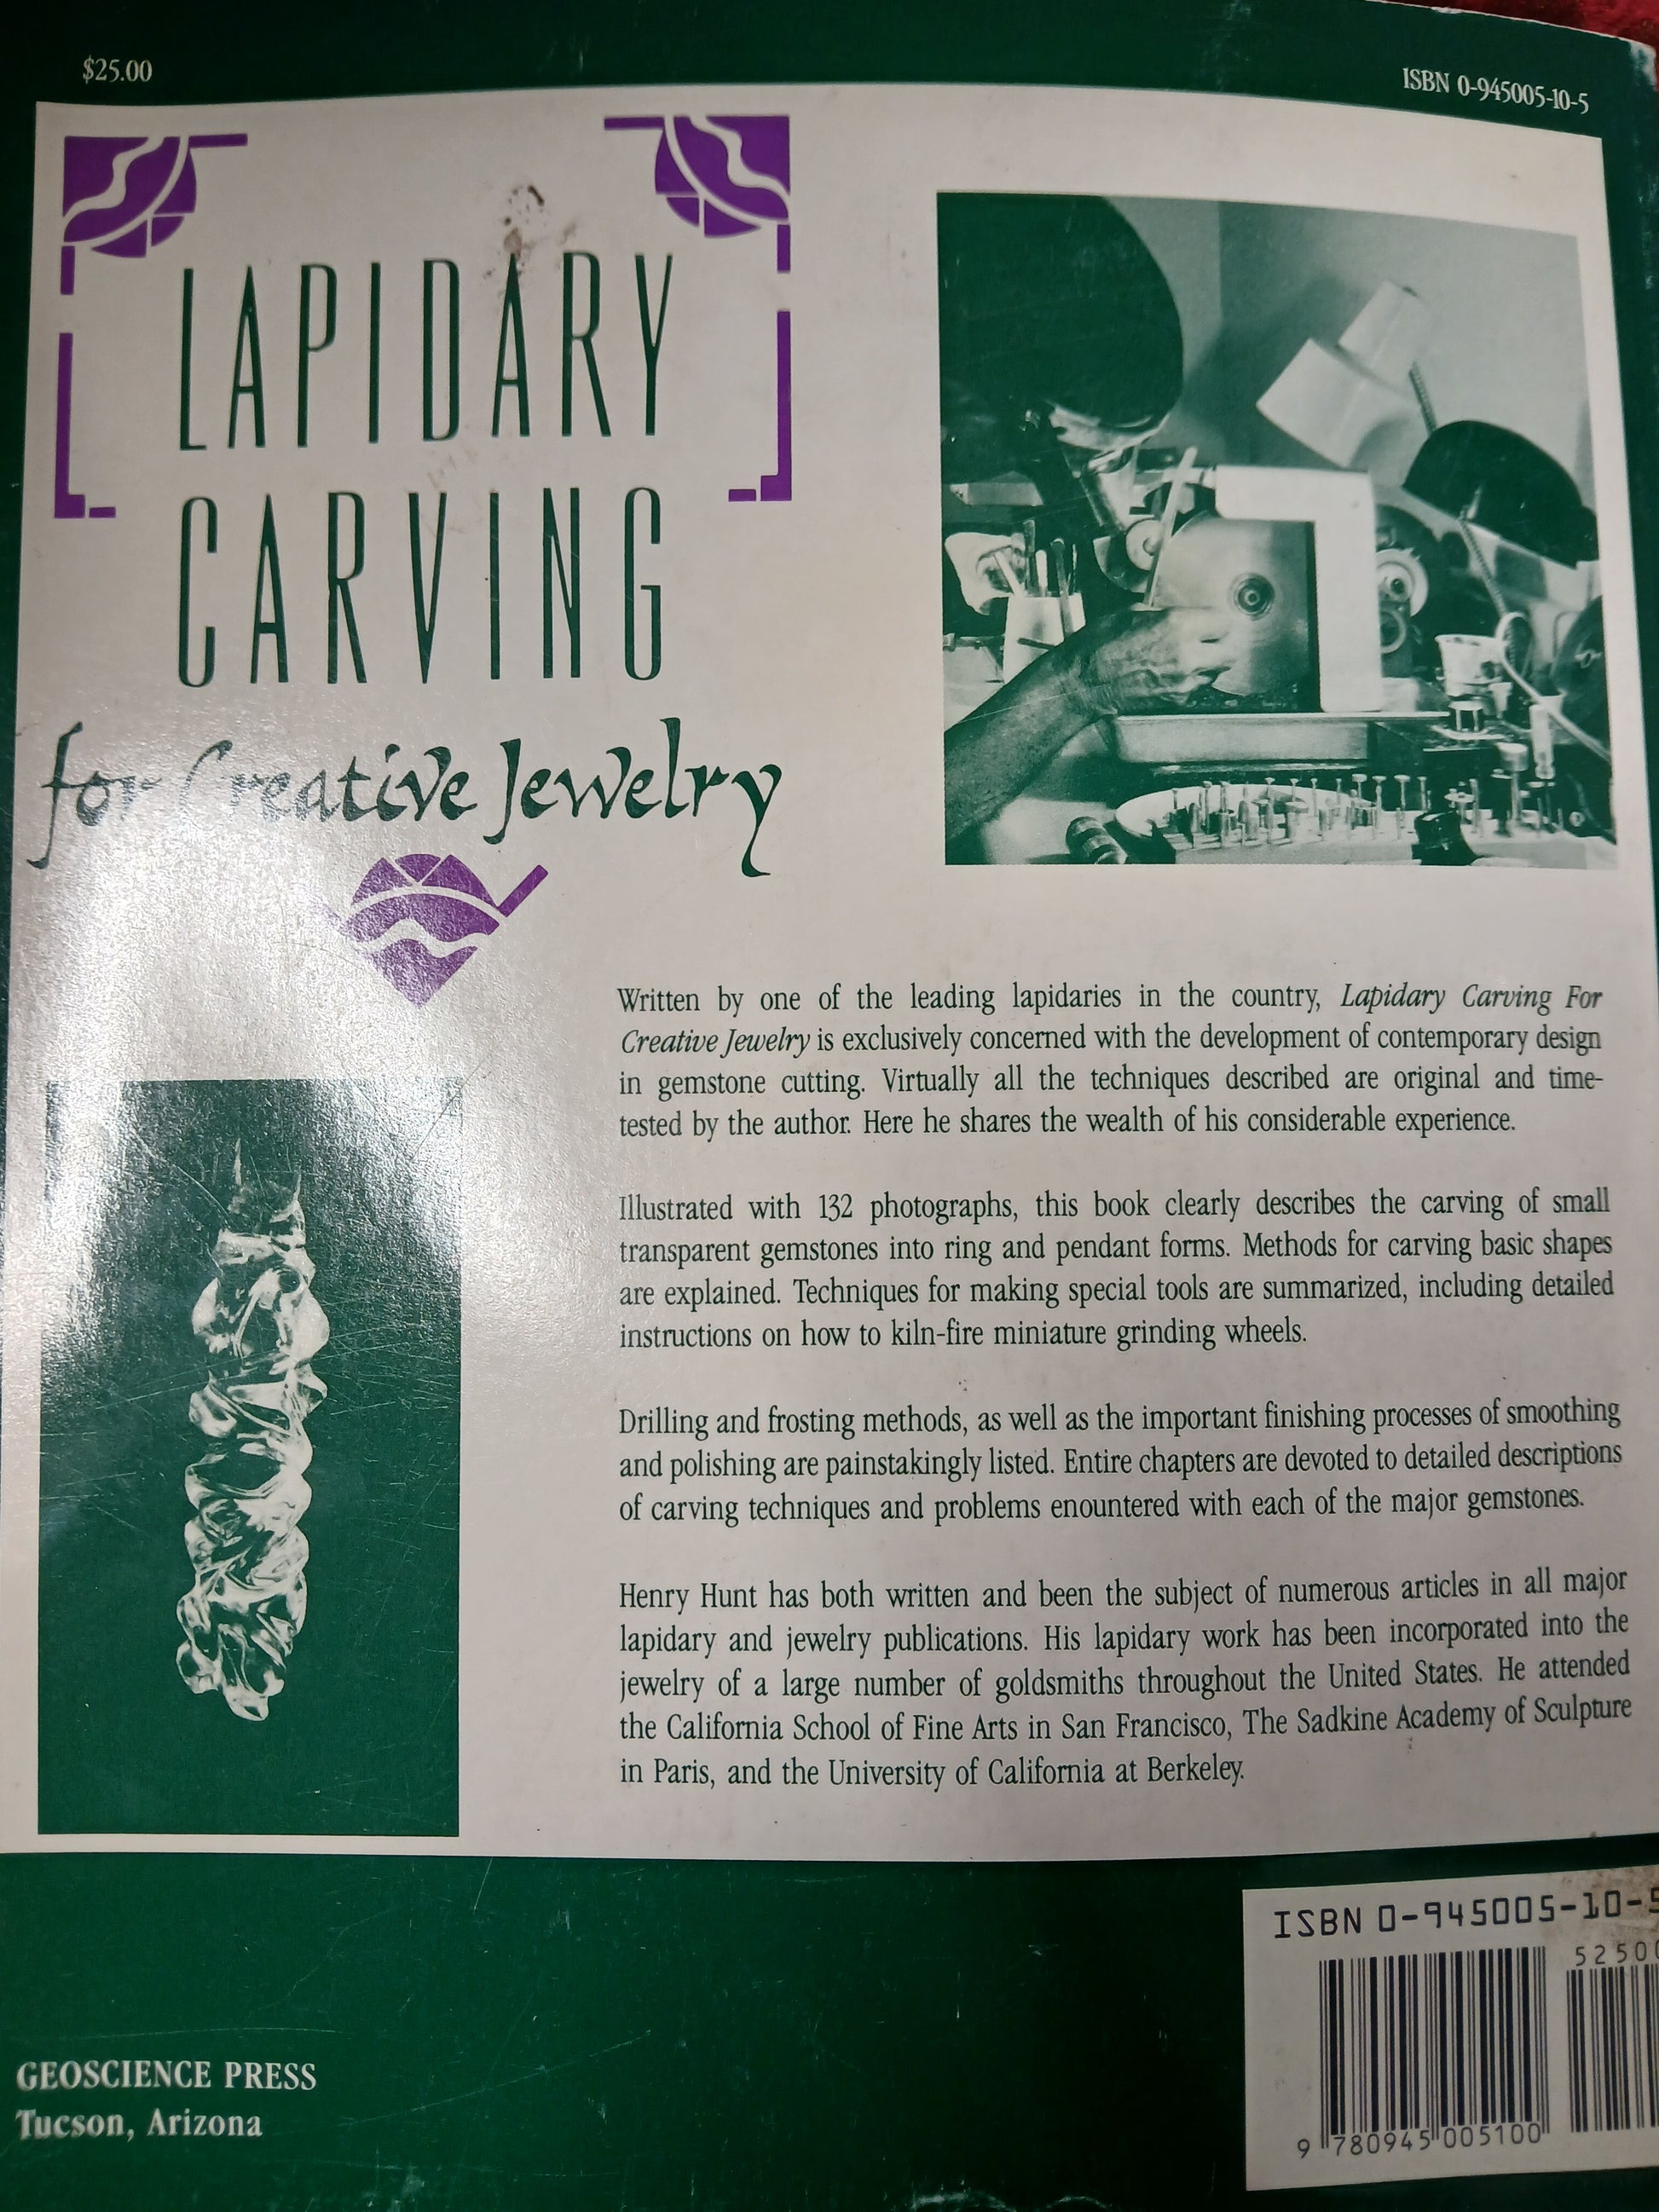 $25.00
ISBN 0-945005-10-5
LAPIDARY
CARVING
for Creative Jewelry
Written by one of the leading lapidaries in the country, Lapidary Carving For
Creative Jewelry is exclusively concerned with the development of contemporary design
in gemstone cutting. Virtually all the techniques described are original and time-
tested by the author. Here he shares the wealth of his considerable experience.
Illustrated with 132 photographs, this book clearly describes the carving of small
transparent gemstones into ring and pendant forms. Methods for carving basic shapes
are explained. Techniques for making special tools are summarized, including detailed
instructions on how to kiln-fire miniature grinding wheels.
Drilling and frosting methods, as well as the important finishing processes of smoothing
and polishing are painstakingly listed. Entire chapters are devoted to detailed descriptions
of carving techniques and problems enountered with each of the major gemstones.
Henry Hunt has both written and been the subject of numerous articles in all major
lapidary and jewelry publications. His lapidary work has been incorporated into the
jewelry of a large number of goldsmiths throughout the United States. He attended
the California School of Fine Arts in San Francisco, The Sadkine Academy of Sculpture
in Paris, and the University of California at Berkeley.
ISBN 0-945005-10-5
52500
9 780945 005100
GEOSCIENCE PRESS
Tucson, Arizona